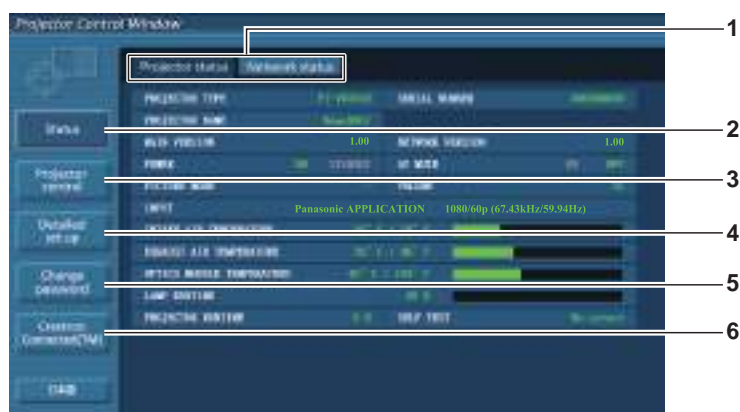 Projector Control Window
1
Projector status Network status
PROJECTOR TYPE SERIAL NUMBER
PROJECTOR NAME
MAIN VERSION 1.00 NETWORK VERSION 1.00
POWER ON STANDBY AV MUTE ON OFF
PICTURE MODE VOLUME
INPUT Panasonic APPLICATION 1080/60p (67.43kHz/59.94Hz)
INTAKE AIR TEMPERATURE
EXHAUST AIR TEMPERATURE
OPTICS MODULE TEMPERATURE
LAMP RUNTIME
PROJECTOR RUNTIME SELF TEST No errors
Status
2
Projector
control
3
Detailed
set up
4
Change
password
5
Crestron
Connected(TM)
6